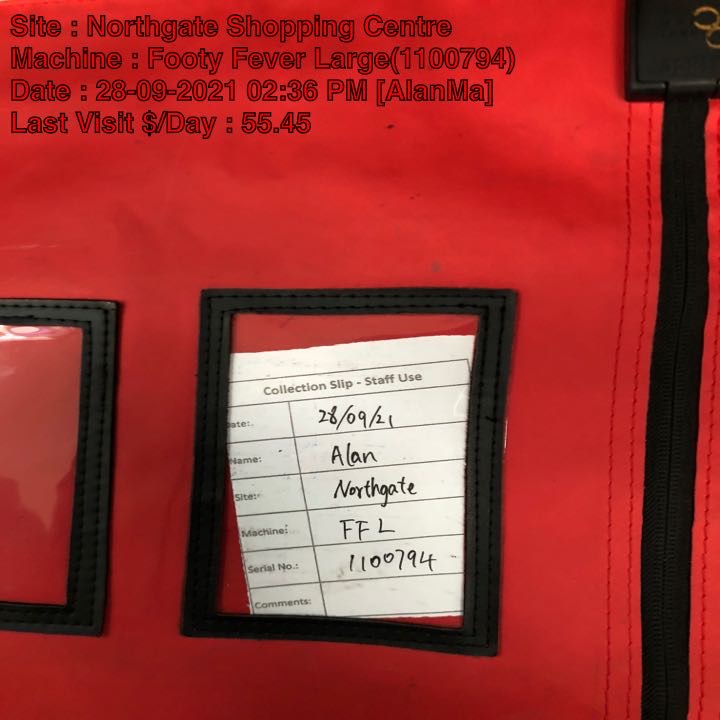 Site : Northgate Shopping Centre
Machine : Footy Fever Large(1100794)
Date : 28-09-2021 02:36 PM [AlanMa]
Last Visit $/Day : 55.45
Collection Slip - Staff Use
ate: 28/09/21
Name: Alan
Site: Northgate
Machine: FFL
Serial No.: 1100794
Comments: